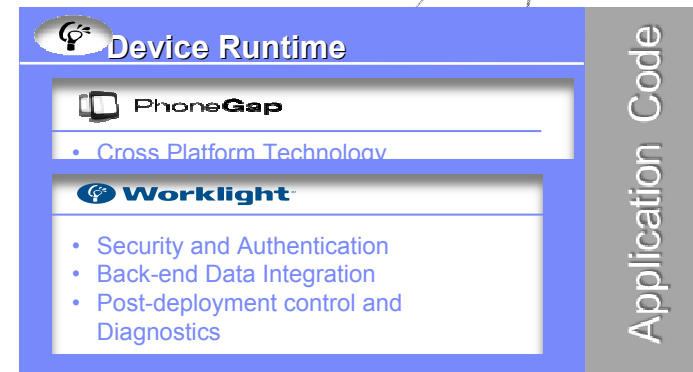 Device Runtime
PhoneGap
• Cross Platform Technology
Worklight™
• Security and Authentication
• Back-end Data Integration
• Post-deployment control and
Diagnostics
Application Code